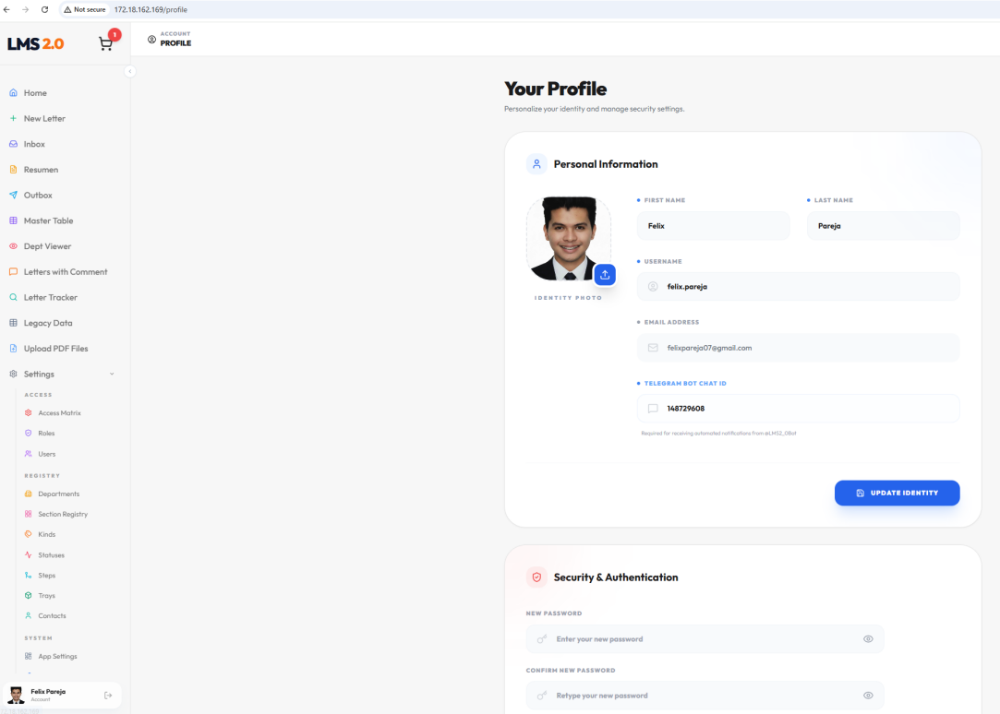 Not secure 172.18.162.169/profile
LMS 2.0
1
ACCOUNT
PROFILE
Home
New Letter
Inbox
Resumen
Outbox
Master Table
Dept Viewer
Letters with Comment
Letter Tracker
Legacy Data
Upload PDF Files
Settings
ACCESS
Access Matrix
Roles
Users
REGISTRY
Departments
Section Registry
Kinds
Statuses
Steps
Trays
Contacts
SYSTEM
App Settings
Felix Pareja
Account
Your Profile
Personalize your identity and manage security settings.
Personal Information
IDENTITY PHOTO
FIRST NAME
Felix
LAST NAME
Pareja
USERNAME
felix.pareja
EMAIL ADDRESS
felixpareja07@gmail.com
TELEGRAM BOT CHAT ID
148729608
Required for receiving automated notifications from @LMS2_0Bot
UPDATE IDENTITY
Security & Authentication
NEW PASSWORD
Enter your new password
CONFIRM NEW PASSWORD
Retype your new password